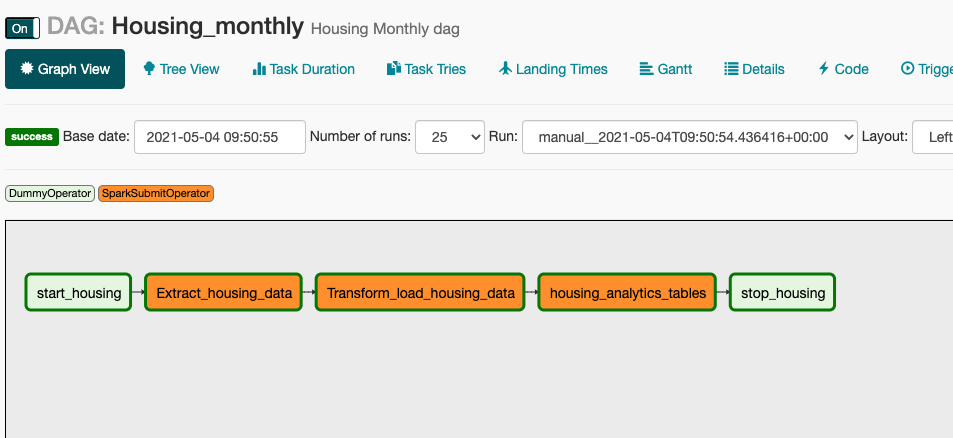 On DAG: Housing_monthly Housing Monthly dag
Graph View Tree View Task Duration Task Tries Landing Times Gantt Details Code Trigge
success Base date: 2021-05-04 09:50:55 Number of runs: 25 Run: manual__2021-05-04T09:50:54.436416+00:00 Layout: Left
DummyOperator SparkSubmitOperator
start_housing Extract_housing_data Transform_load_housing_data housing_analytics_tables stop_housing